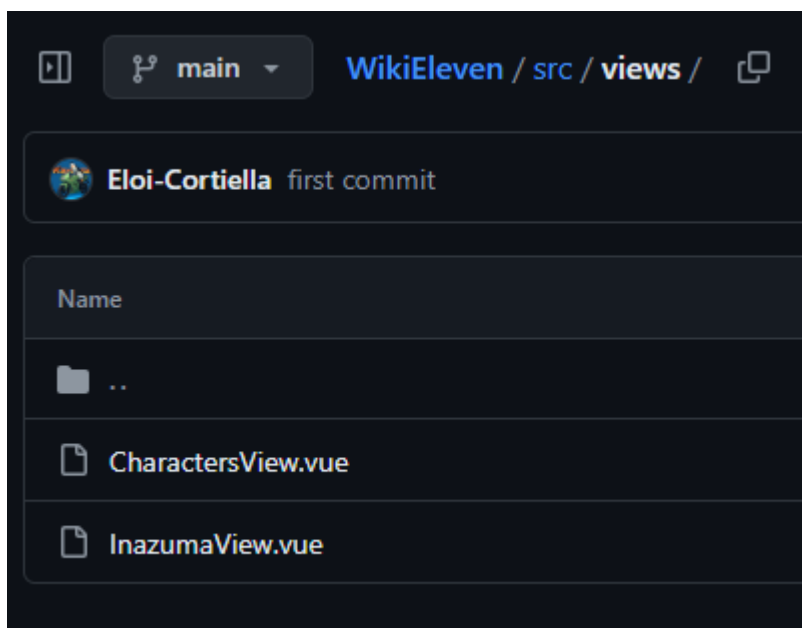 main WikiEleven / src / views /
Eloi-Cortiella first commit
Name
..
CharactersView.vue
InazumaView.vue